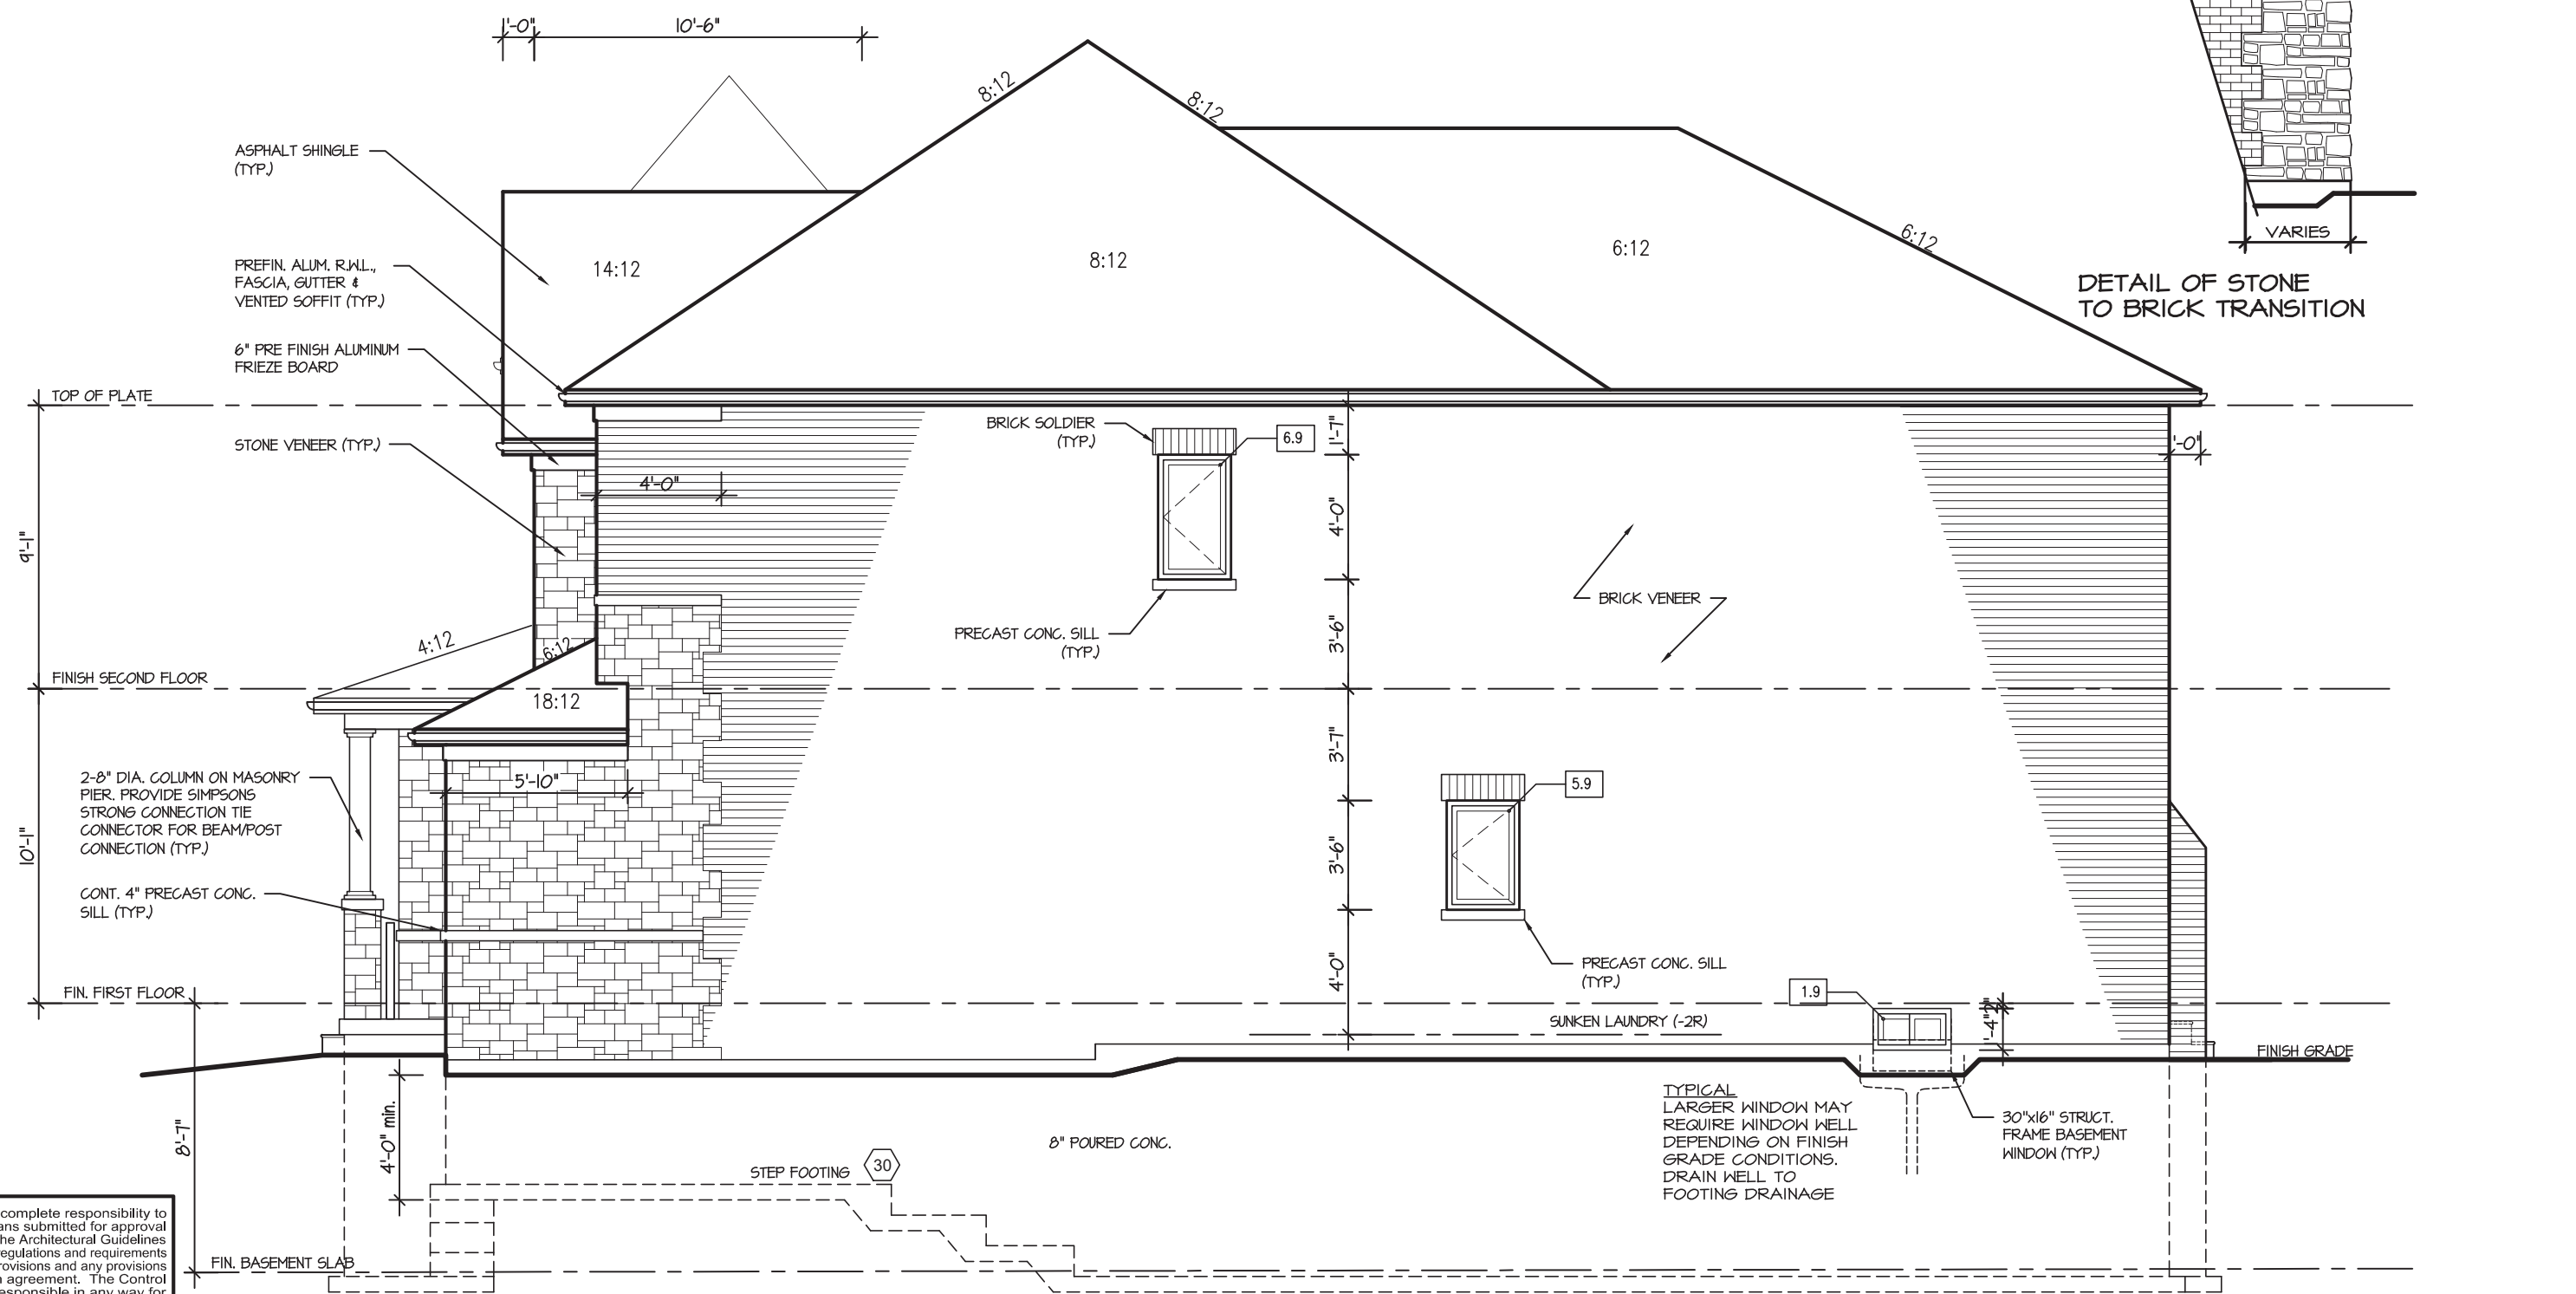 1'-0"
10'-6"
8:12
8:12
ASPHALT SHINGLE
(TYP.)
14:12
8:12
6:12
6:12
VARIES
DETAIL OF STONE
TO BRICK TRANSITION
PREFIN. ALUM. R.W.L.,
FASCIA, GUTTER &
VENTED SOFFIT (TYP.)
6" PRE FINISH ALUMINUM
FRIEZE BOARD
TOP OF PLATE
STONE VENEER (TYP.)
BRICK SOLDIER
(TYP.)
6.9
1'-7"
'-0"
4'-0"
4'-0"
9'-1"
BRICK VENEER
PRECAST CONC. SILL
(TYP.)
3'-6"
4:12
6:12
FINISH SECOND FLOOR
18:12
3'-7"
2-8" DIA. COLUMN ON MASONRY
PIER. PROVIDE SIMPSONS
STRONG CONNECTION TIE
CONNECTOR FOR BEAM/POST
CONNECTION (TYP.)
5'-10"
5.9
10'-1"
3'-6"
CONT. 4" PRECAST CONC.
SILL (TYP.)
4'-0"
PRECAST CONC. SILL
(TYP.)
FIN. FIRST FLOOR
1.9
SUNKEN LAUNDRY (-2R)
FINISH GRADE
8'-7"
4'-0" min.
8" POURED CONC.
TYPICAL
LARGER WINDOW MAY
REQUIRE WINDOW WELL
DEPENDING ON FINISH
GRADE CONDITIONS.
DRAIN WELL TO
FOOTING DRAINAGE
30"x16" STRUCT.
FRAME BASEMENT
WINDOW (TYP.)
STEP FOOTING
30
FIN. BASEMENT SLAB
complete responsibility to
submitted for approval
Architectural Guidelines
regulations and requirements
and any provisions
agreement. The Control
responsible in any way for